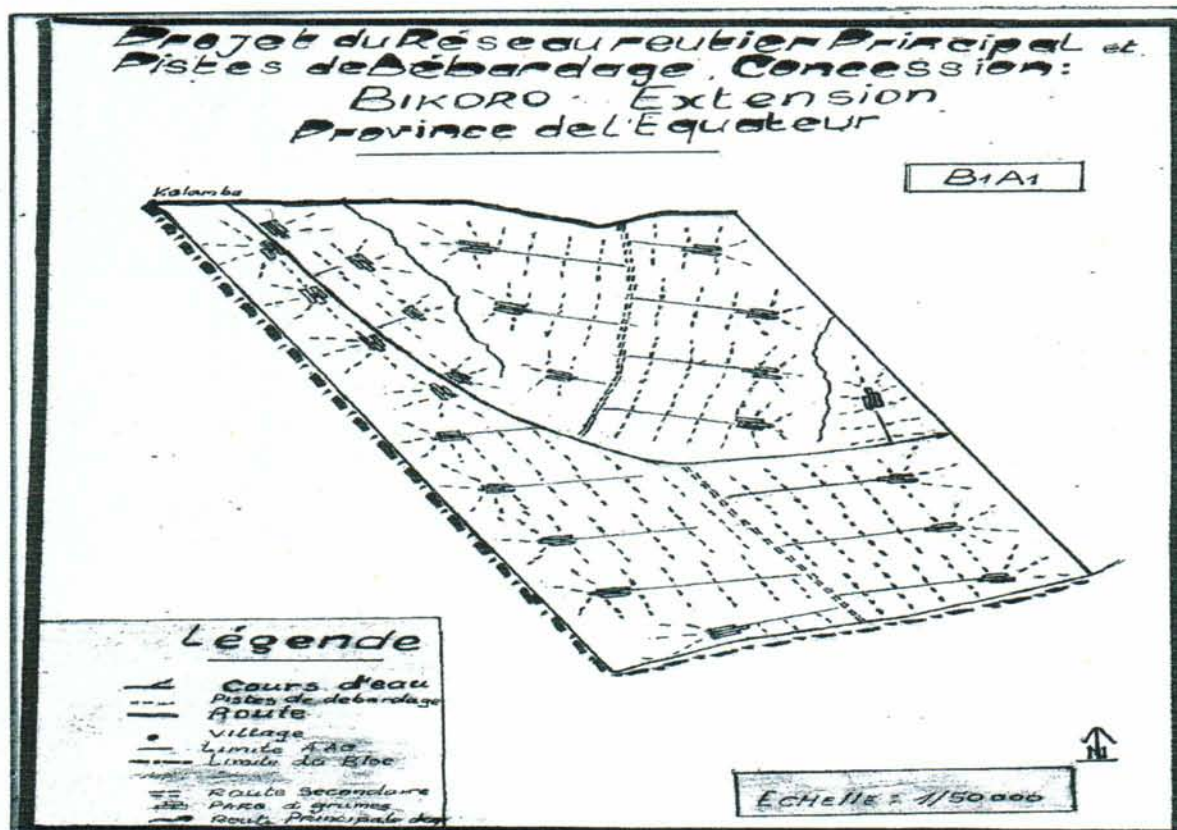 Projet du Réseau reutier Principal et
Pistes de Débardage. Concession:
BIKORO Extension
Province de l'Equateur
B1A1
Kalamba
Légende
Cours d'eau
Pistes de debardage
Route
Village
Limite AAC
Limite du Bloc
Route Secondaire
PARC à grumes
Route Principale
N
ECHEllE = 1/50 000